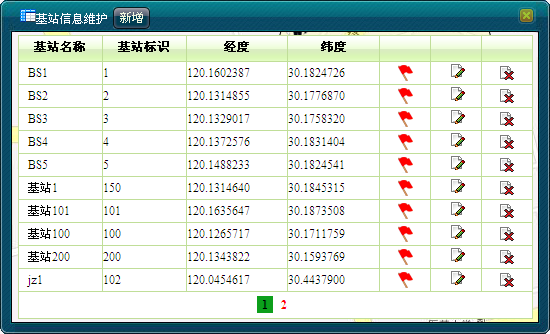 基站信息维护 新增
基站名称 基站标识 经度 纬度
BS1 1 120.1602387 30.1824726
BS2 2 120.1314855 30.1776870
BS3 3 120.1329017 30.1758320
BS4 4 120.1372576 30.1831404
BS5 5 120.1488233 30.1824541
基站1 150 120.1314640 30.1845315
基站101 101 120.1635647 30.1873508
基站100 100 120.1265717 30.1711759
基站200 200 120.1343822 30.1593769
jz1 102 120.0454617 30.4437900
1 2